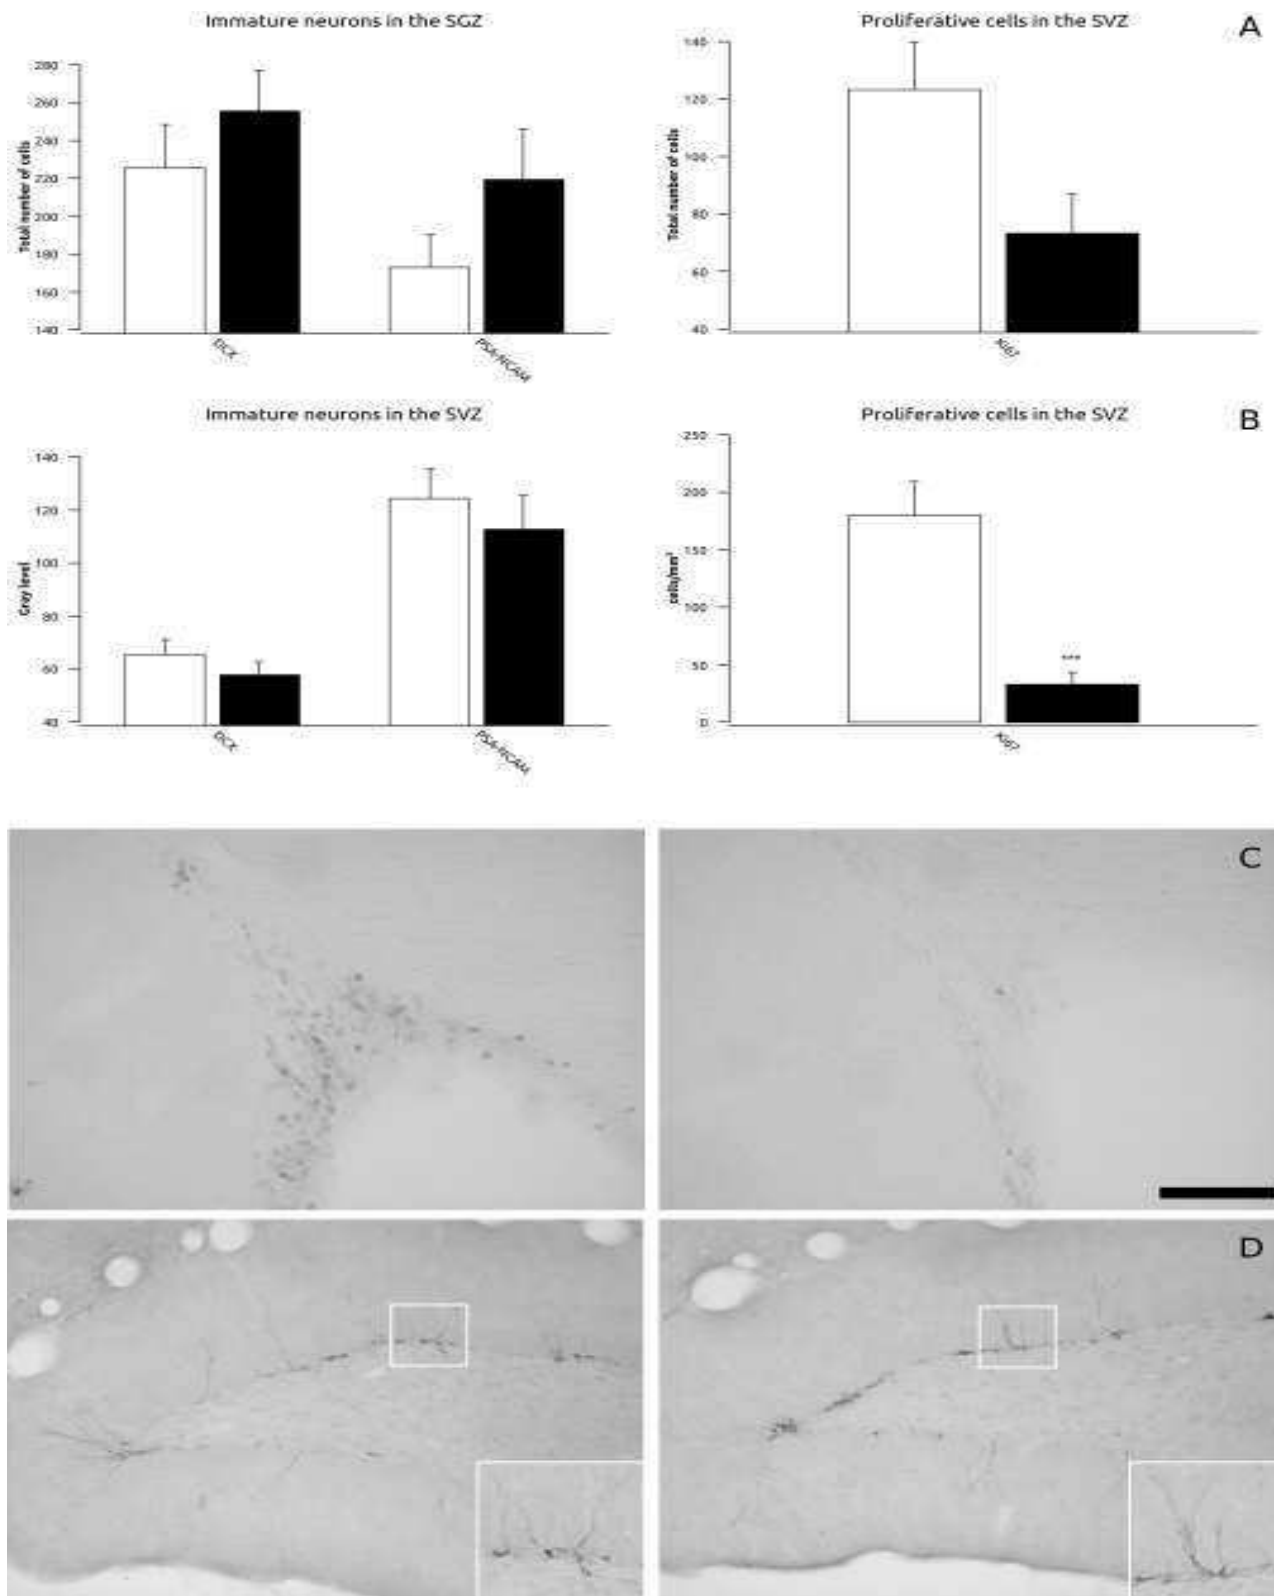 Immature neurons in the SGZ
Proliferative cells in the SVZ
A
Total number of cells
280
260
240
220
200
180
160
140
DCX
PSA-NCAM
Total number of cells
140
120
100
80
60
40
Ki67
Immature neurons in the SVZ
Proliferative cells in the SVZ
B
Gray level
140
120
100
80
60
40
DCX
PSA-NCAM
cells/mm²
250
200
150
100
50
0
***
Ki67
C
D